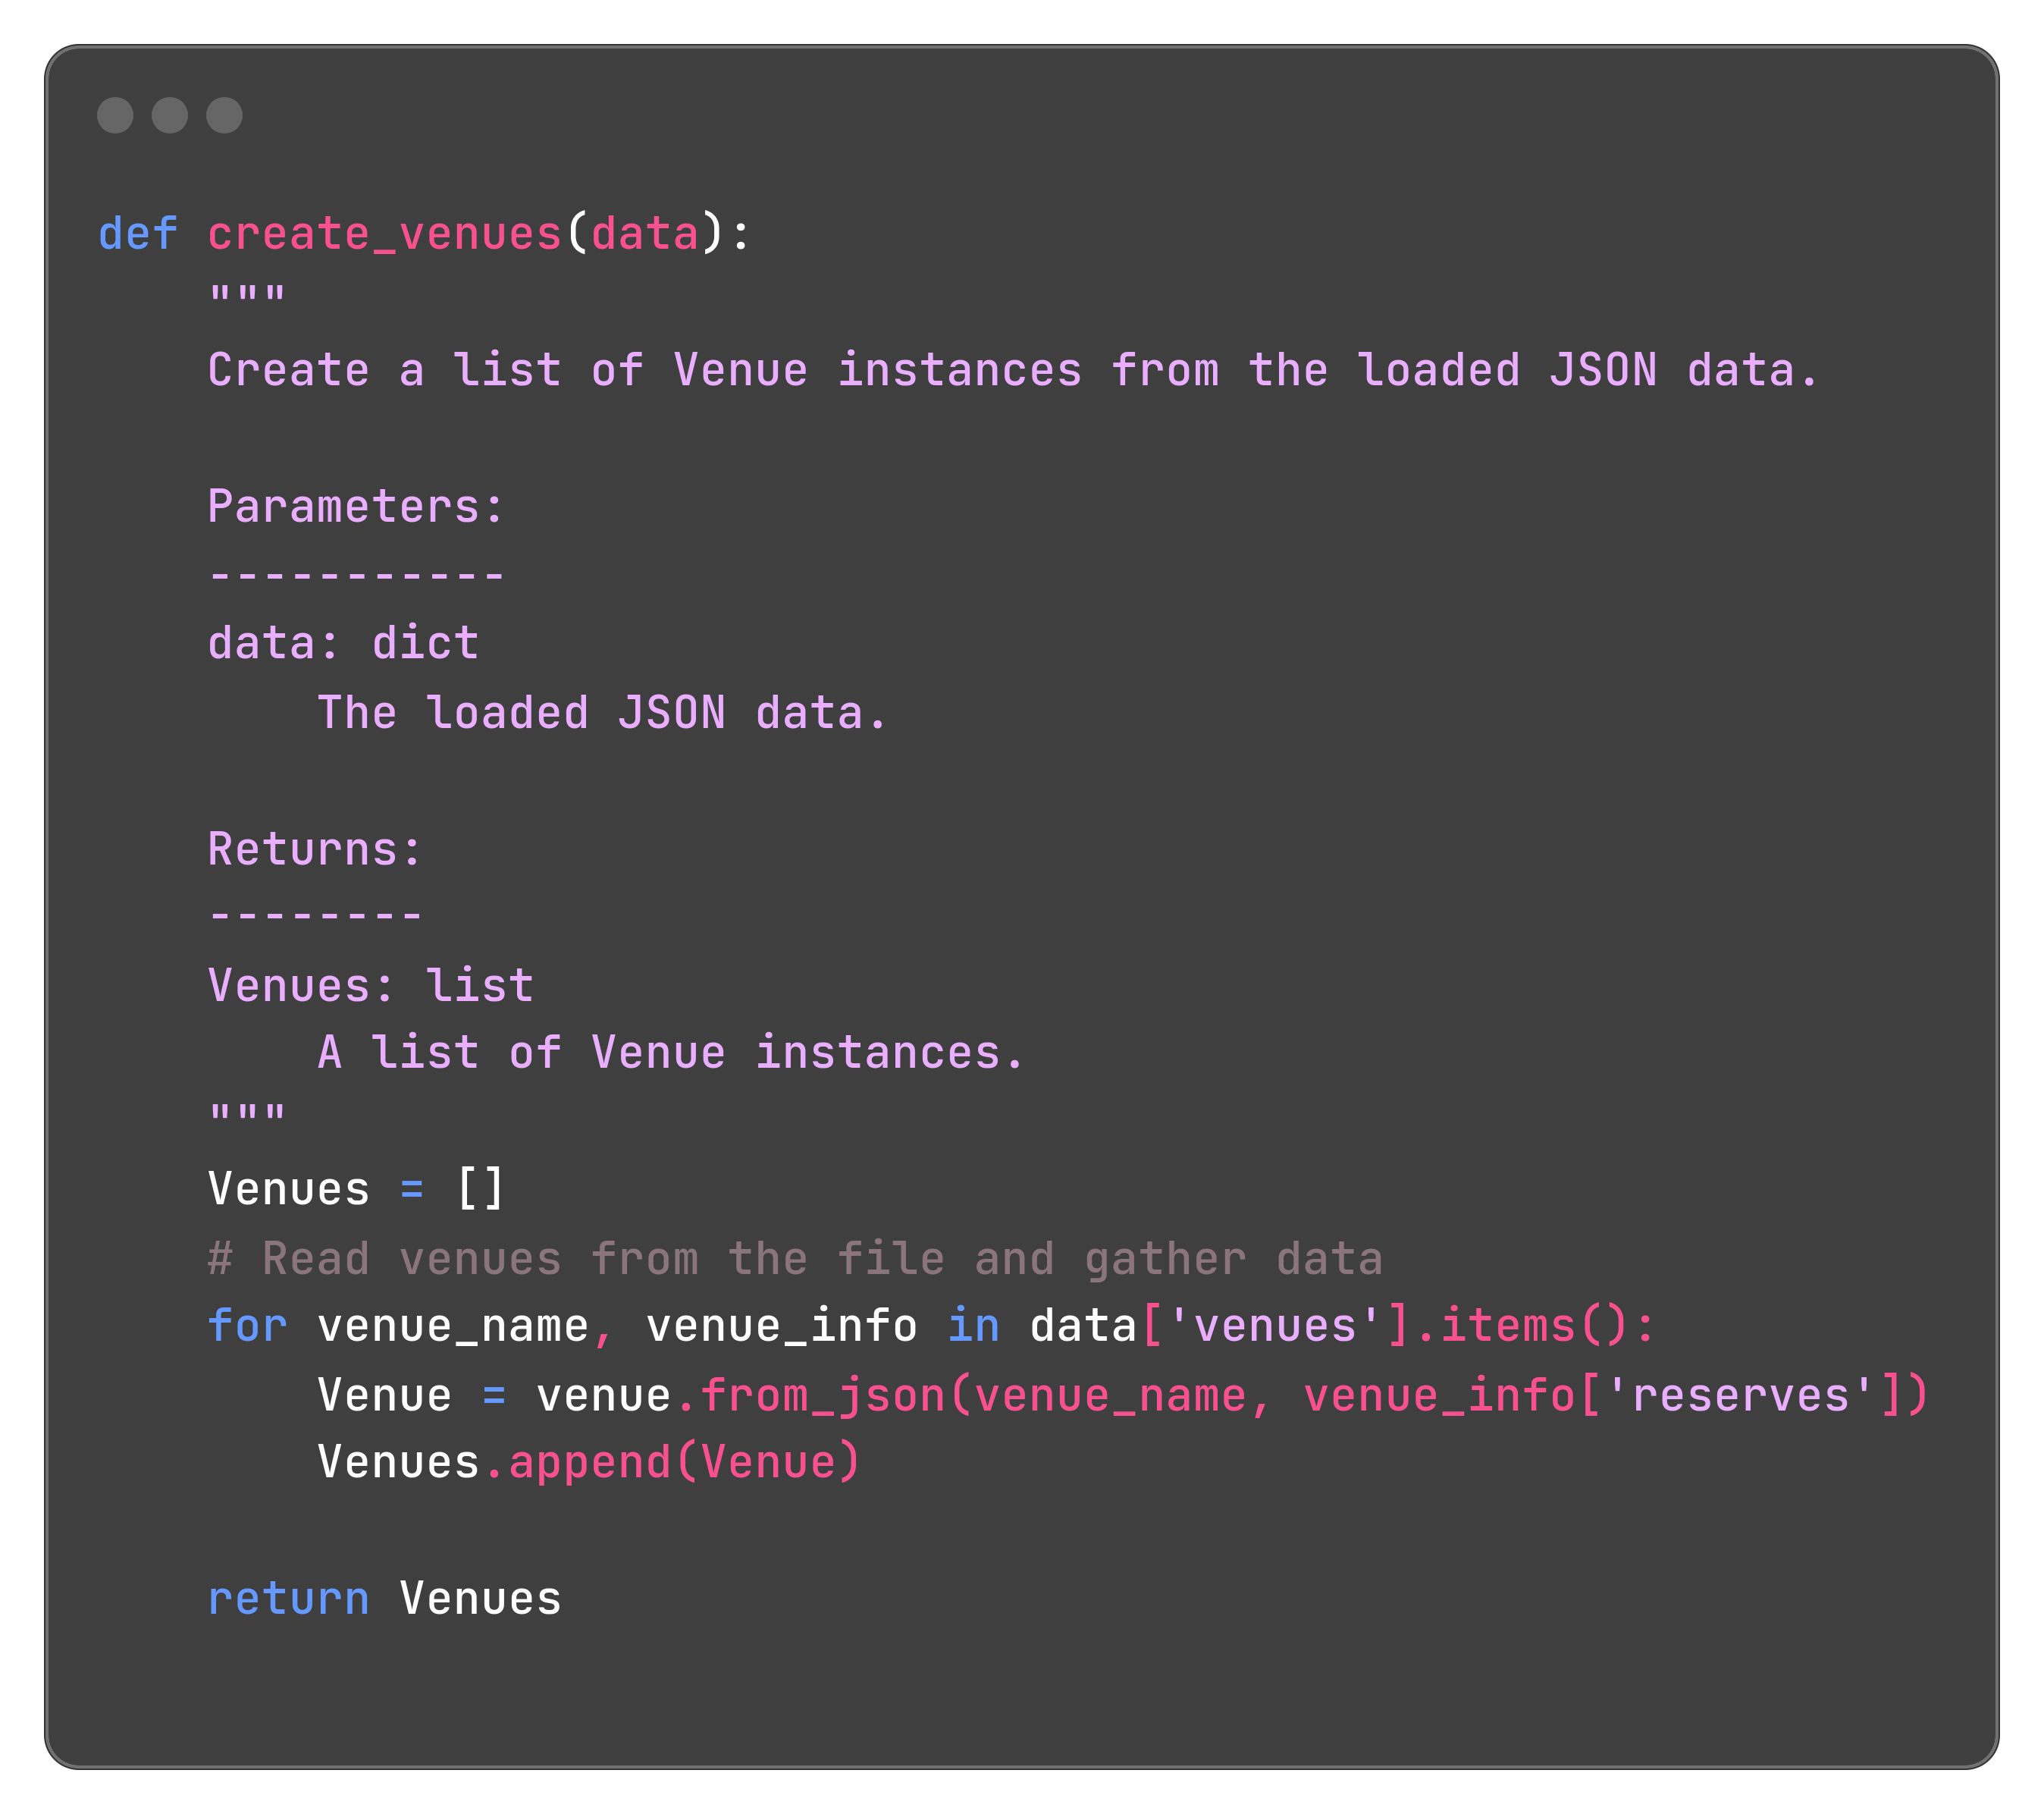 def create_venues(data):
    """
    Create a list of Venue instances from the loaded JSON data.

    Parameters:
    -----------
    data: dict
        The loaded JSON data.

    Returns:
    --------
    Venues: list
        A list of Venue instances.
    """
    Venues = []
    # Read venues from the file and gather data
    for venue_name, venue_info in data['venues'].items():
        Venue = venue.from_json(venue_name, venue_info['reserves'])
        Venues.append(Venue)

    return Venues